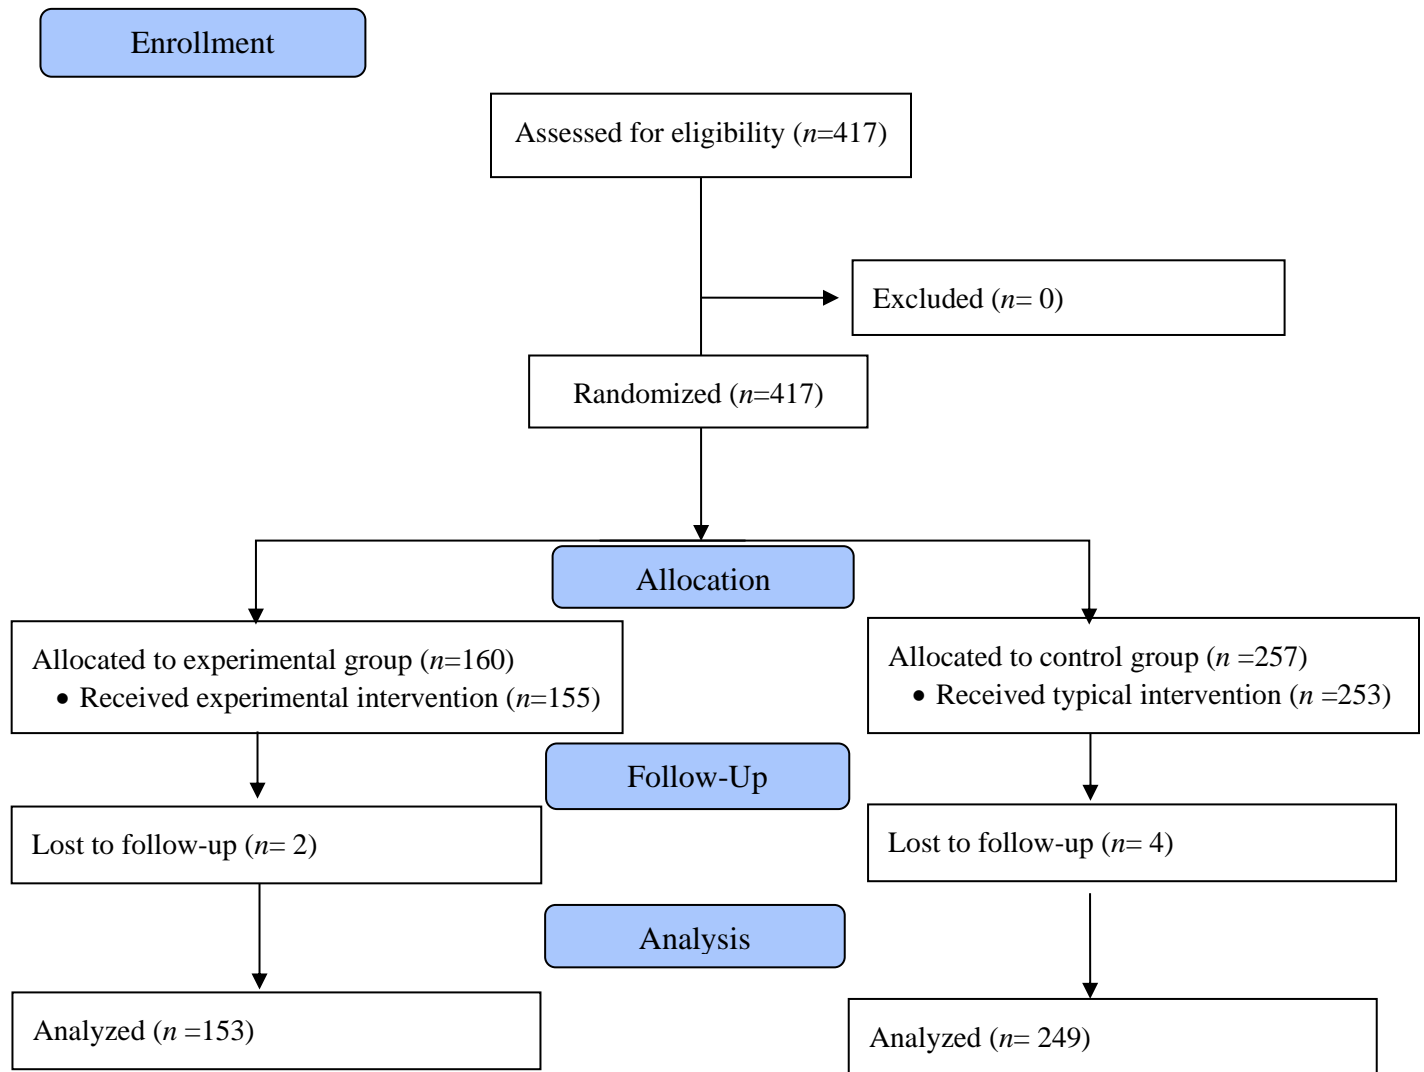 Enrollment
Assessed for eligibility (n=417)
Excluded (n= 0)
Randomized (n=417)
Allocation
Allocated to experimental group (n=160)
• Received experimental intervention (n=155)
Allocated to control group (n =257)
• Received typical intervention (n =253)
Follow-Up
Lost to follow-up (n= 2)
Lost to follow-up (n= 4)
Analysis
Analyzed (n =153)
Analyzed (n= 249)